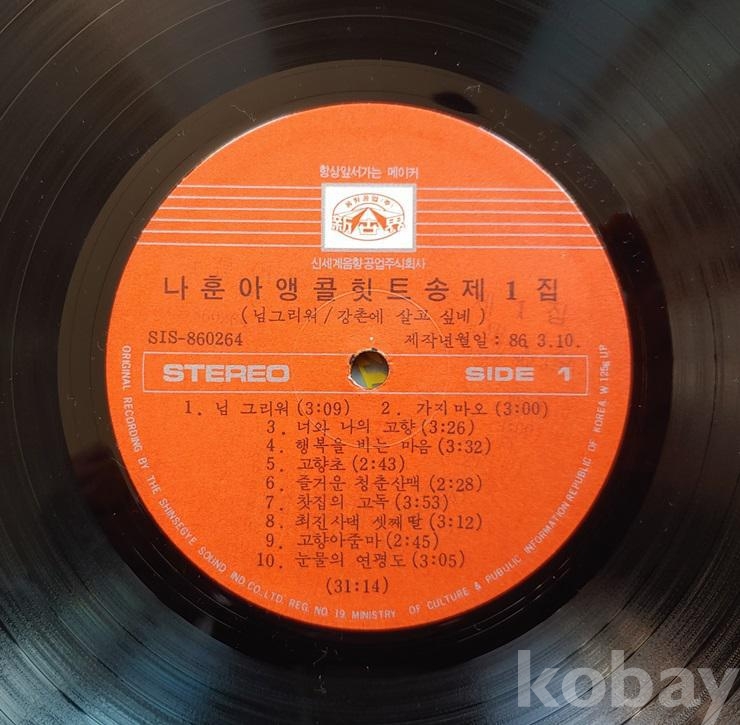 항상앞서가는 메이커
新世界
신세계음향공업주식회사
나훈아앵콜힛트송제1집
(님그리워/강촌에 살고 싶네)
SIS-860264 제작년월일:86.3.10.
STEREO SIDE 1
1. 님 그리워(3:09) 2. 가지마오(3:00)
3. 너와 나의 고향(3:26)
4. 행복을 비는 마음(3:32)
5. 고향초(2:43)
6. 즐거운 청춘산맥(2:28)
7. 찻집의 고독(3:53)
8. 최진사댁 셋째딸(3:12)
9. 고향아줌마(2:45)
10. 눈물의 연평도(3:05)
(31:14)
ORIGINAL RECORDING BY THE SHINSEGYE SOUND IND.CO.,LTD. REG. NO. 19. MINISTRY OF CULTURE & PUBULIC INFORMATION REPUBLIC OF KOREA. W 125g UP
kobay